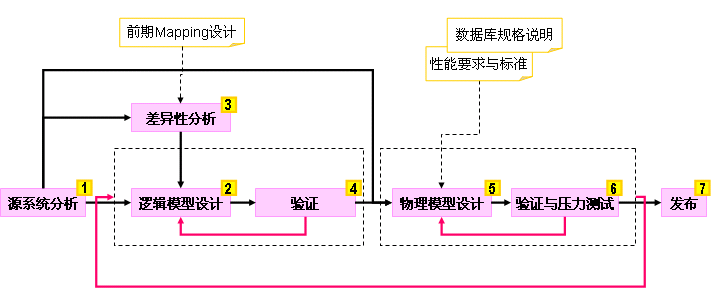 前期Mapping设计
数据库规格说明
性能要求与标准
3
差异性分析
1
源系统分析
2
逻辑模型设计
4
验证
5
物理模型设计
6
验证与压力测试
7
发布